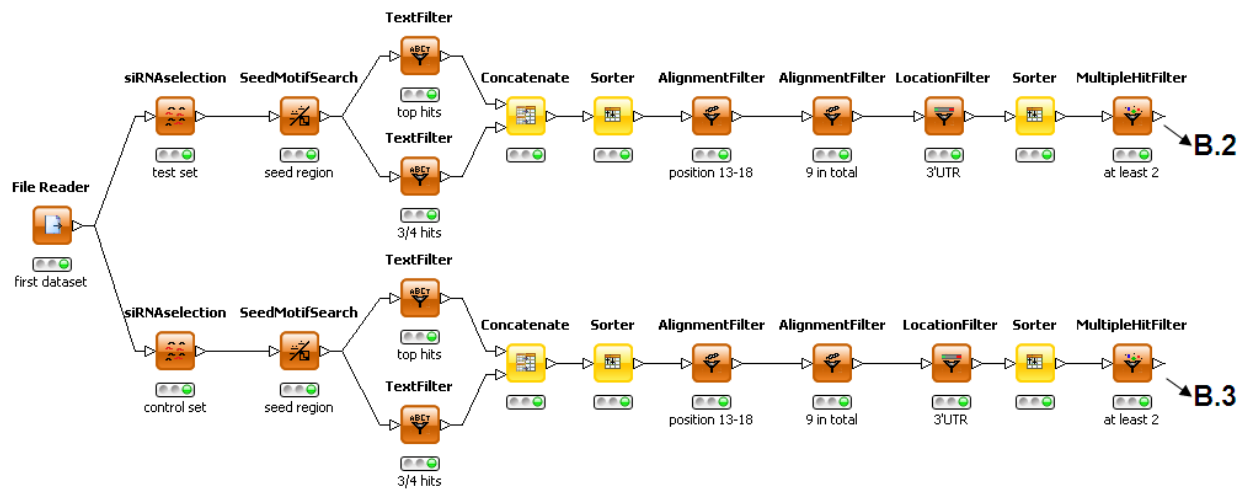 TextFilter
siRNAselection SeedMotifSearch
top hits
Concatenate Sorter AlignmentFilter AlignmentFilter LocationFilter Sorter MultipleHitFilter
TextFilter
B.2
test set seed region
position 13-18 9 in total 3'UTR at least 2
File Reader
3/4 hits
first dataset
TextFilter
siRNAselection SeedMotifSearch
top hits
Concatenate Sorter AlignmentFilter AlignmentFilter LocationFilter Sorter MultipleHitFilter
TextFilter
B.3
control set seed region
position 13-18 9 in total 3'UTR at least 2
3/4 hits